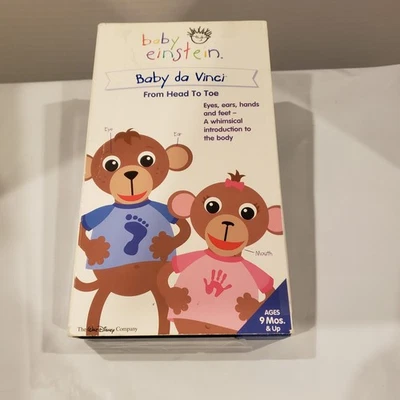 baby
einstein.
Baby da Vinci
From Head To Toe
Eyes, ears, hands
and feet –
A whimsical
introduction to
the body
Eye
Ear
Mouth
AGES
9 Mos.
& Up
The Walt Disney Company